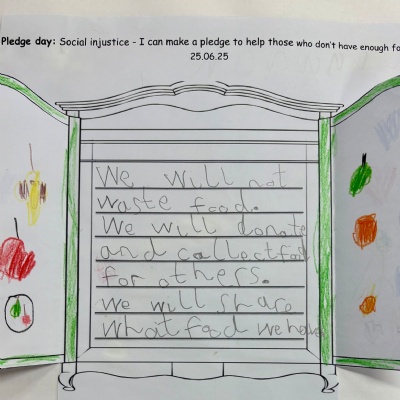 Pledge day: Social injustice - I can make a pledge to help those who don't have enough fo
25.06.25
We will not
waste food.
We will donate
and collect food
for others.
We will share
What food we have